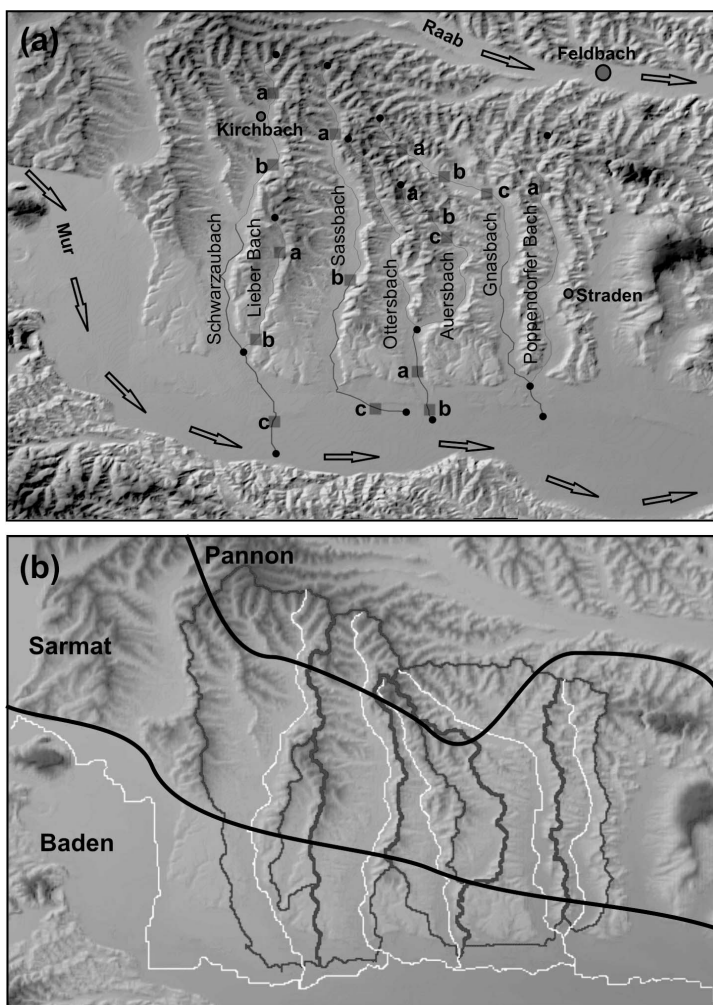 (a)
Raab
Feldbach
a
Kirchbach
a
a
b
b
a
c
a
b
c
Mur
Schwarzaubach
Lieber Bach
a
Sassbach
b
Ottersbach
Auersbach
Gnasbach
Poppendorfer Bach
Straden
b
a
c
c
b
(b)
Pannon
Sarmat
Baden